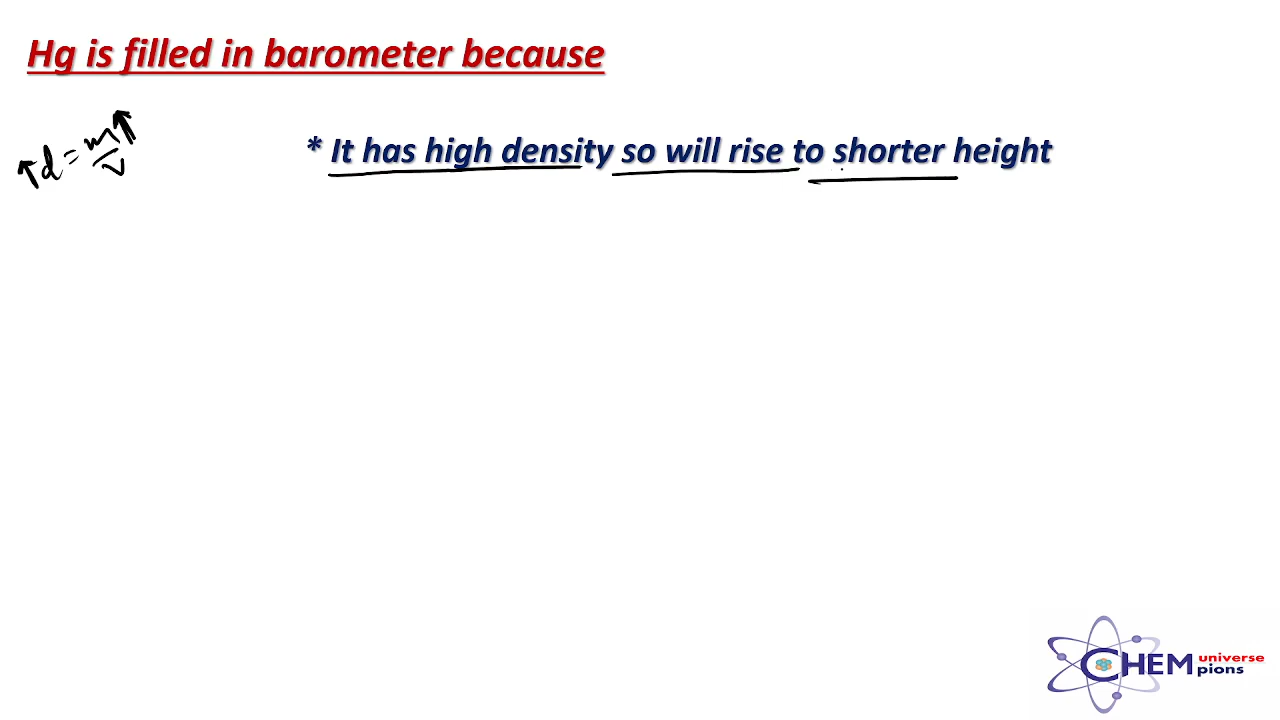 Hg is filled in barometer because
↑d = m↑/V
* It has high density so will rise to shorter height
CHEM universe
pions